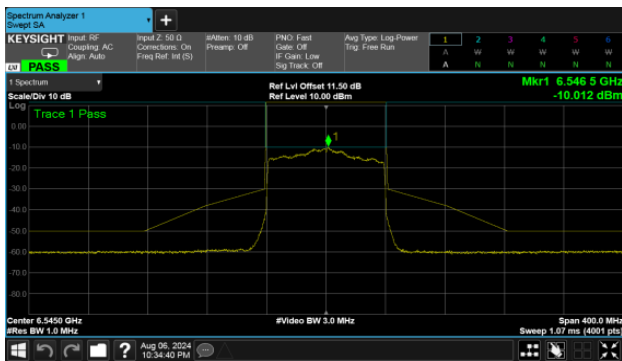 Spectrum Analyzer 1
Swept SA
+
KEYSIGHT Input: RF Input Z: 50 Ω #Atten: 10 dB PNO: Fast Avg Type: Log-Power 1 2 3 4 5 6
Coupling: AC Corrections: On Preamp: Off Gate: Off Trig: Free Run A W W W W W
Align: Auto Freq Ref: Int (S) IF Gain: Low
LXI PASS Sig Track: Off A N N N N N
1 Spectrum Ref Lvl Offset 11.50 dB Mkr1 6.546 5 GHz
Scale/Div 10 dB Ref Level 10.00 dBm -10.012 dBm
Log
Trace 1 Pass
0.00
1
-10.0
-20.0
-30.0
-40.0
-50.0
-60.0
-70.0
-80.0
Center 6.5450 GHz #Video BW 3.0 MHz Span 400.0 MHz
#Res BW 1.0 MHz Sweep 1.07 ms (4001 pts)
? Aug 06, 2024
10:34:40 PM